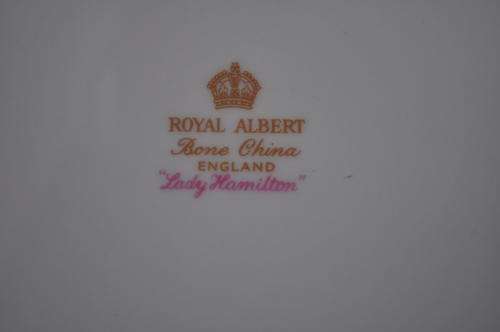 ROYAL ALBERT
Bone China
ENGLAND
"Lady Hamilton"